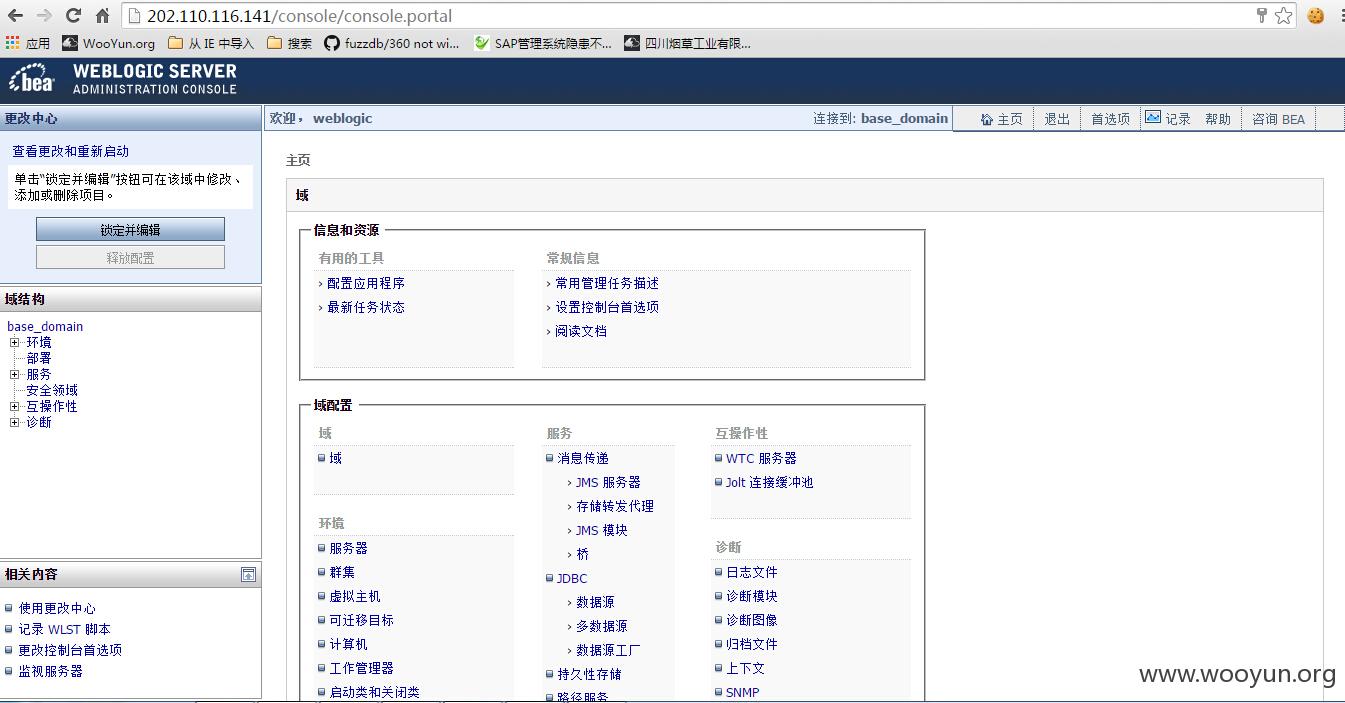 202.110.116.141/console/console.portal
应用 WooYun.org 从 IE 中导入 搜索 fuzzdb/360 not wi... SAP管理系统隐患不... 四川烟草工业有限...
bea WEBLOGIC SERVER
ADMINISTRATION CONSOLE
更改中心
查看更改和重新启动
单击“锁定并编辑”按钮可在该域中修改、
添加或删除项目。
锁定并编辑
释放配置
域结构
base_domain
环境
部署
服务
安全领域
互操作性
诊断
相关内容
使用更改中心
记录 WLST 脚本
更改控制台首选项
监视服务器
欢迎, weblogic 连接到: base_domain 主页 退出 首选项 记录 帮助 咨询 BEA
主页
域
信息和资源
有用的工具
配置应用程序
最新任务状态
常规信息
常用管理任务描述
设置控制台首选项
阅读文档
域配置
域
域
环境
服务器
群集
虚拟主机
可迁移目标
计算机
工作管理器
启动类和关闭类
服务
消息传递
JMS 服务器
存储转发代理
JMS 模块
桥
JDBC
数据源
多数据源
数据源工厂
持久性存储
路径服务
互操作性
WTC 服务器
Jolt 连接缓冲池
诊断
日志文件
诊断模块
诊断图像
归档文件
上下文
SNMP
www.wooyun.org